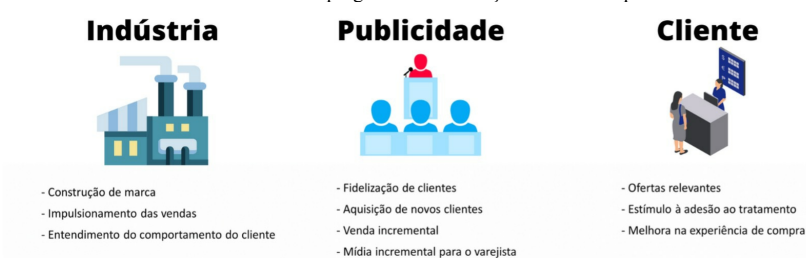 Indústria
- Construção de marca
- Impulsionamento das vendas
- Entendimento do comportamento do cliente
Publicidade
- Fidelização de clientes
- Aquisição de novos clientes
- Venda incremental
- Mídia incremental para o varejista
Cliente
- Ofertas relevantes
- Estímulo à adesão ao tratamento
- Melhora na experiência de compra